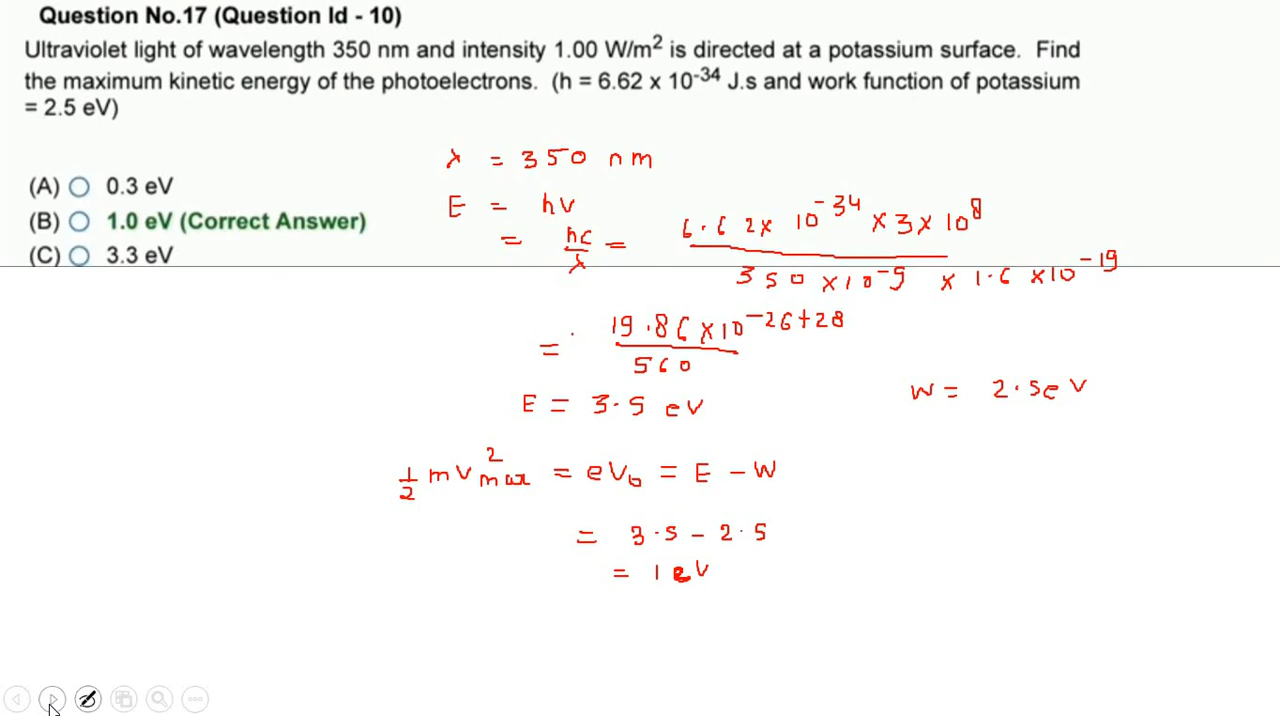 Question No.17 (Question Id - 10)
Ultraviolet light of wavelength 350 nm and intensity 1.00 W/m² is directed at a potassium surface. Find
the maximum kinetic energy of the photoelectrons. (h = 6.62 x 10⁻³⁴ J.s and work function of potassium
= 2.5 eV)
(A) 0.3 eV
(B) 1.0 eV (Correct Answer)
(C) 3.3 eV
λ = 350 nm
E = hν
= hc/λ = 6.62 × 10⁻³⁴ × 3 × 10⁸ / 350 × 10⁻⁹ × 1.6 × 10⁻¹⁹
= 19.86 × 10⁻²⁶⁺²⁸ / 560
E = 3.5 eV
W = 2.5 eV
½ mv²max = eV₀ = E − W
= 3.5 − 2.5
= 1 eV